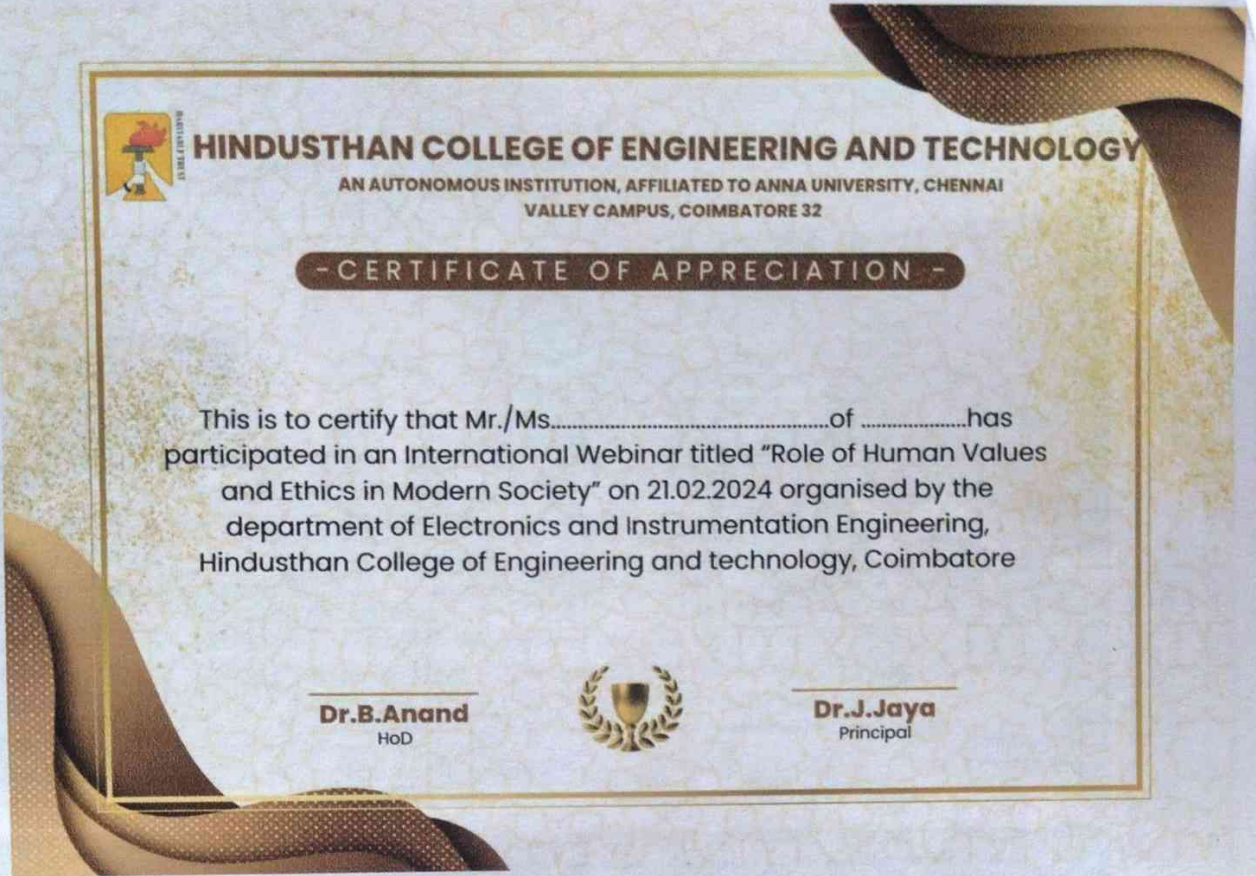 HINDUSTHAN COLLEGE OF ENGINEERING AND TECHNOLOGY
AN AUTONOMOUS INSTITUTION, AFFILIATED TO ANNA UNIVERSITY, CHENNAI
VALLEY CAMPUS, COIMBATORE 32
- CERTIFICATE OF APPRECIATION -
This is to certify that Mr./Ms..................................................of ....................has
participated in an International Webinar titled “Role of Human Values
and Ethics in Modern Society” on 21.02.2024 organised by the
department of Electronics and Instrumentation Engineering,
Hindusthan College of Engineering and technology, Coimbatore
Dr.B.Anand
HoD
Dr.J.Jaya
Principal